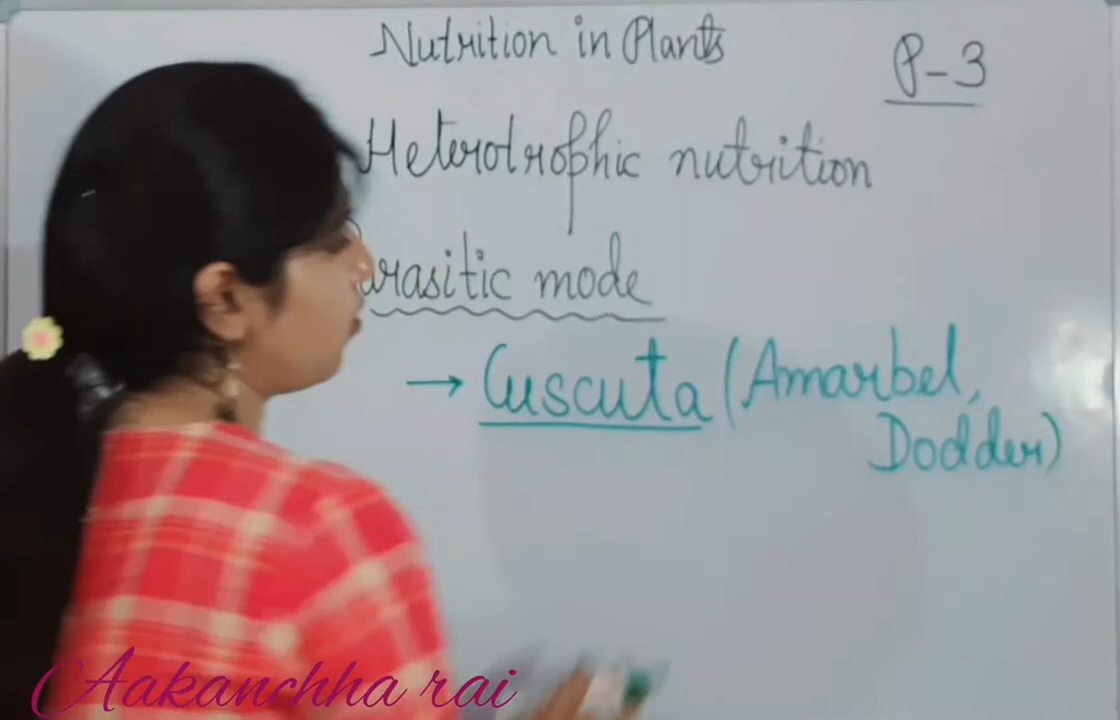 Nutrition in Plants
P-3
Heterotrophic nutrition
arasitic mode
→ Cuscuta (Amarbel,
Dodder)
Aakanchha rai